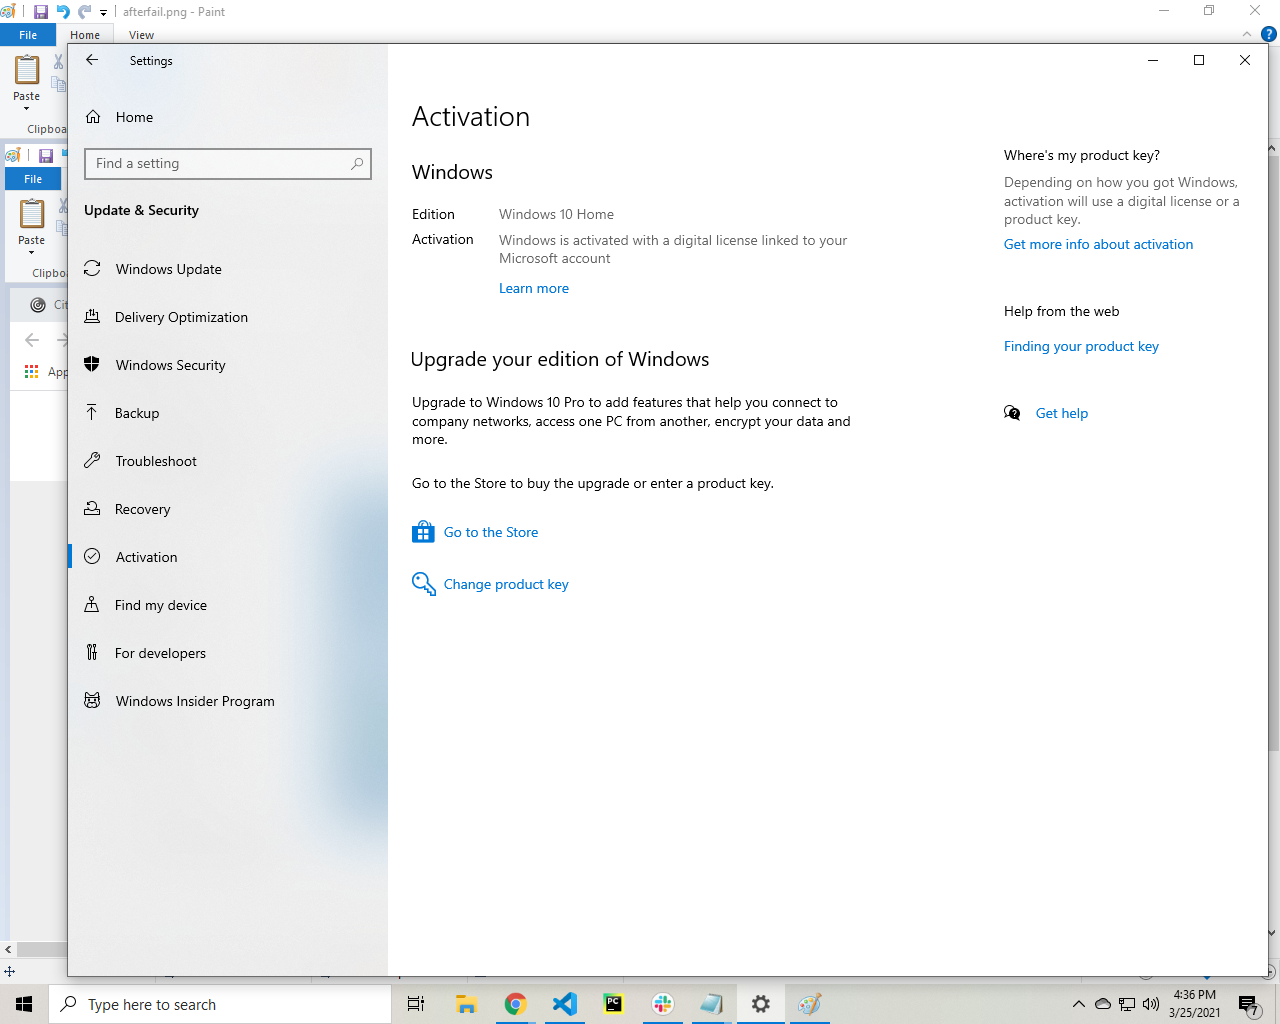 afterfail.png - Paint
File
Home
View
Paste
File
Paste
Settings
Home
Find a setting
Update & Security
Windows Update
Delivery Optimization
Windows Security
Backup
Troubleshoot
Recovery
Activation
Find my device
For developers
Windows Insider Program
Activation
Windows
Edition Windows 10 Home
Activation Windows is activated with a digital license linked to your
Microsoft account
Learn more
Upgrade your edition of Windows
Upgrade to Windows 10 Pro to add features that help you connect to
company networks, access one PC from another, encrypt your data and
more.
Go to the Store to buy the upgrade or enter a product key.
Go to the Store
Change product key
Where's my product key?
Depending on how you got Windows,
activation will use a digital license or a
product key.
Get more info about activation
Help from the web
Finding your product key
Get help
Type here to search
PC
4:36 PM
3/25/2021
7